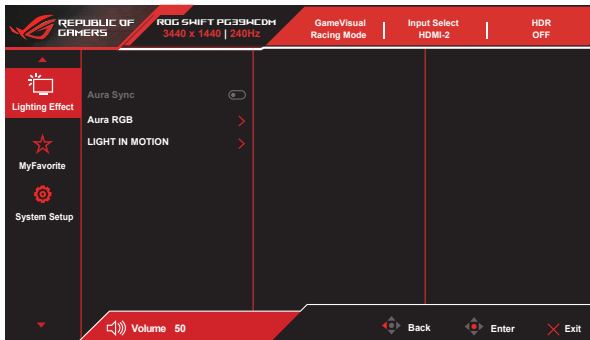 REPUBLIC OF
GAMERS
ROG SWIFT PG39WCDM
3440 x 1440 | 240Hz
GameVisual
Racing Mode
Input Select
HDMI-2
HDR
OFF
Lighting Effect
MyFavorite
System Setup
Aura Sync
Aura RGB
LIGHT IN MOTION
Volume 50
Back
Enter
Exit